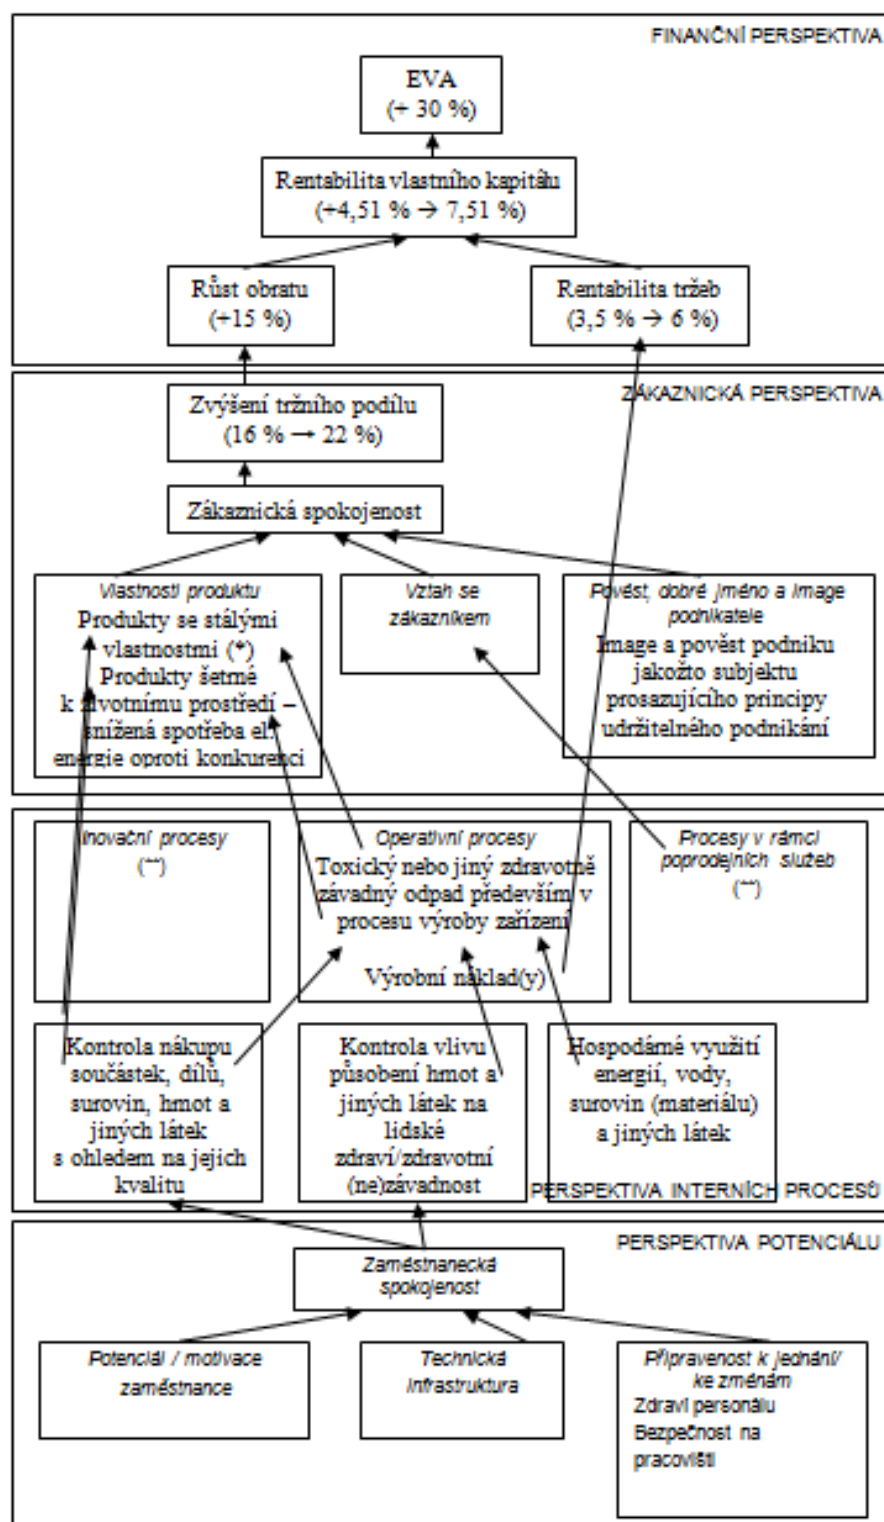 FINANČNÍ PERSPEKTIVA
EVA
(+ 30 %)
Rentabilita vlastního kapitálu
(+4,51 % → 7,51 %)
Růst obratu
(+15 %)
Rentabilita tržeb
(3,5 % → 6 %)
ZÁKAZNICKÁ PERSPEKTIVA
Zvýšení tržního podílu
(16 % → 22 %)
Zákaznická spokojenost
Vlastnosti produktu
Produkty se stálými
vlastnostmi (*)
Produkty šetrné
k životnímu prostředí –
snížená spotřeba el.
energie oproti konkurenci
Vztah se
zákazníkem
Pověst, dobré jméno a image
podnikatele
Image a pověst podniku
jakožto subjektu
prosazujícího principy
udržitelného podnikání
Inovační procesy
(**)
Operativní procesy
Toxický nebo jiný zdravotně
závadný odpad především v
procesu výroby zařízení
Výrobní náklad(y)
Procesy v rámci
poprodejních služeb
(**)
Kontrola nákupu
součástek, dílů,
surovin, hmot a
jiných látek
s ohledem na jejich
kvalitu
Kontrola vlivu
působení hmot a
jiných látek na
lidské
zdraví/zdravotní
(ne)závadnost
Hospodárné využití
energií, vody,
surovin (materiálu)
a jiných látek
PERSPEKTIVA INTERNÍCH PROCESŮ
PERSPEKTIVA POTENCIÁLU
Zaměstnanecká
spokojenost
Potenciál / motivace
zaměstnance
Technická
infrastruktura
Připravenost k jednání/
ke změnám
Zdraví personálu
Bezpečnost na
pracovišti